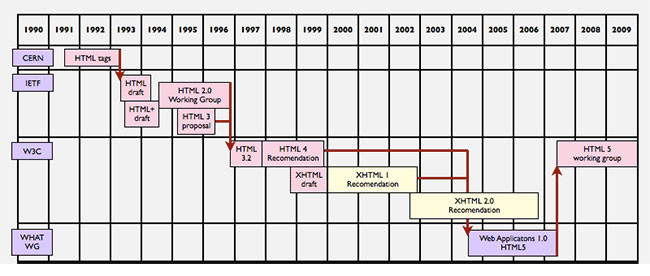 1990 1991 1992 1993 1994 1995 1996 1997 1998 1999 2000 2001 2002 2003 2004 2005 2006 2007 2008 2009
CERN
HTML tags
IETF
HTML
draft
HTML 2.0
Working Group
HTML+
draft
HTML 3
proposal
W3C
HTML
3.2
HTML 4
Recomendation
XHTML
draft
XHTML 1
Recomendation
HTML 5
working group
XHTML 2.0
Recomendation
WHAT
WG
Web Applicatons 1.0
HTML5